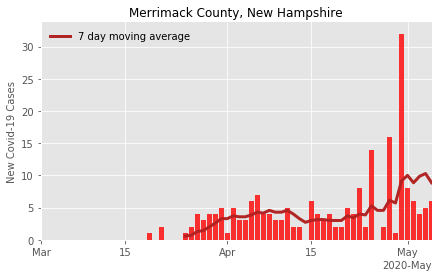 Merrimack County, New Hampshire
7 day moving average
New Covid-19 Cases
30
25
20
15
10
5
0
Mar
15
Apr
15
May
2020-May